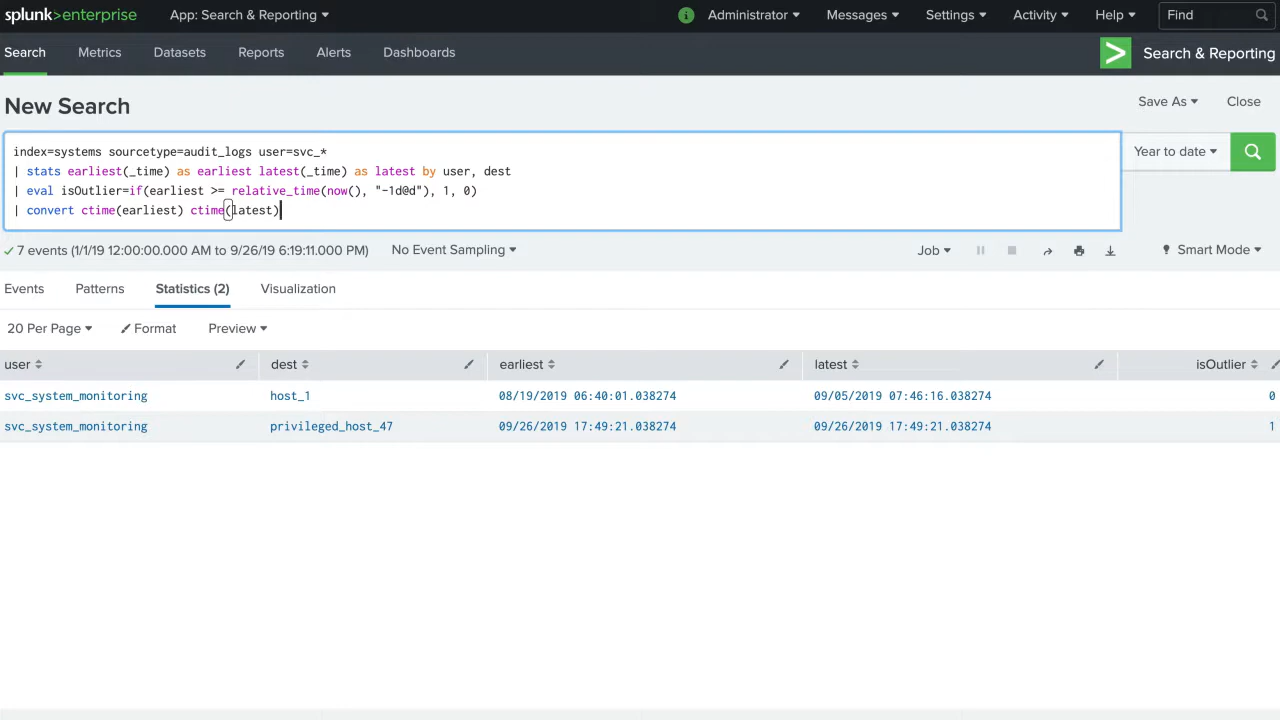 splunk>enterprise App: Search & Reporting Administrator Messages Settings Activity Help Find
Search Metrics Datasets Reports Alerts Dashboards Search & Reporting
New Search Save As Close
index=systems sourcetype=audit_logs user=svc_*
| stats earliest(_time) as earliest latest(_time) as latest by user, dest
| eval isOutlier=if(earliest >= relative_time(now(), "-1d@d"), 1, 0)
| convert ctime(earliest) ctime(latest)
Year to date
7 events (1/1/19 12:00:00.000 AM to 9/26/19 6:19:11.000 PM) No Event Sampling Job Smart Mode
Events Patterns Statistics (2) Visualization
20 Per Page Format Preview
user dest earliest latest isOutlier
svc_system_monitoring host_1 08/19/2019 06:40:01.038274 09/05/2019 07:46:16.038274 0
svc_system_monitoring privileged_host_47 09/26/2019 17:49:21.038274 09/26/2019 17:49:21.038274 1